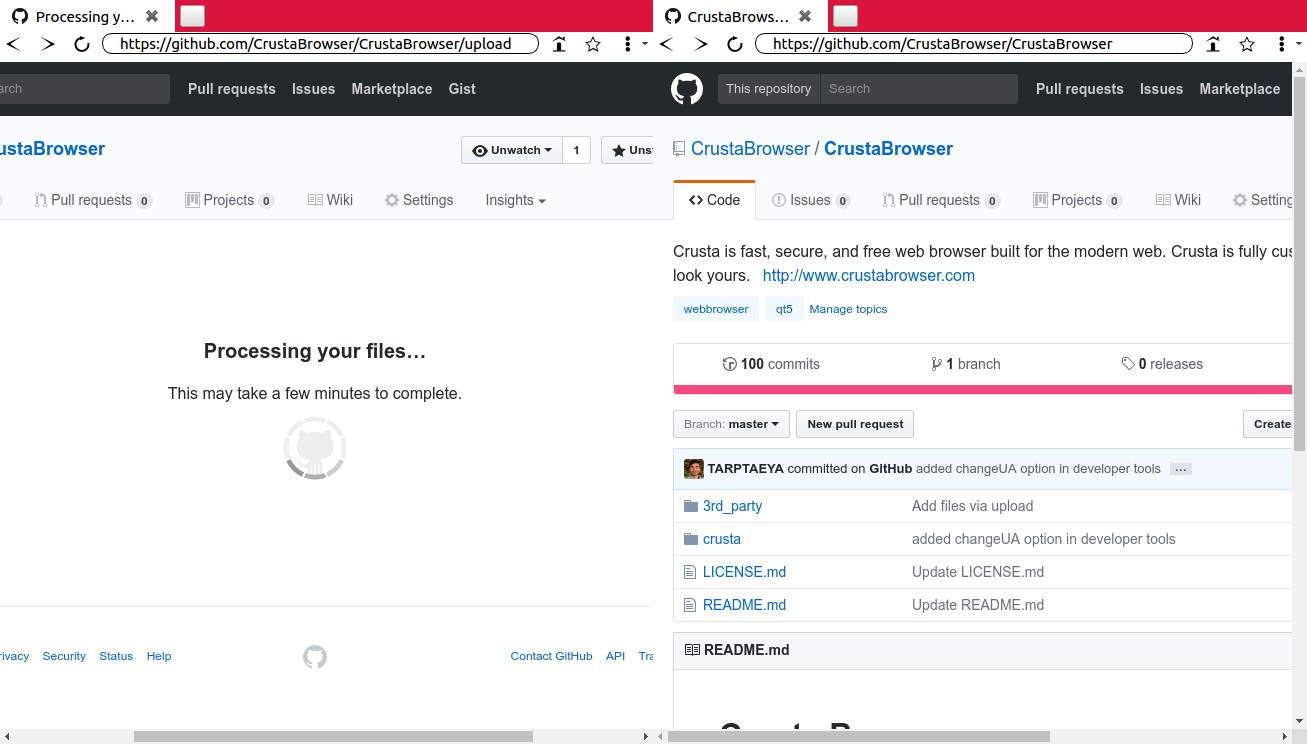 Processing y...
https://github.com/CrustaBrowser/CrustaBrowser/upload
arch
Pull requests Issues Marketplace Gist
ustaBrowser
Unwatch 1 Uns
Pull requests 0 Projects 0 Wiki Settings Insights
Processing your files…
This may take a few minutes to complete.
rivacy Security Status Help
Contact GitHub API Tra
CrustaBrows...
https://github.com/CrustaBrowser/CrustaBrowser
This repository Search Pull requests Issues Marketplace
CrustaBrowser / CrustaBrowser
Code Issues 0 Pull requests 0 Projects 0 Wiki Setting
Crusta is fast, secure, and free web browser built for the modern web. Crusta is fully cus
look yours. http://www.crustabrowser.com
webbrowser qt5 Manage topics
100 commits 1 branch 0 releases
Branch: master New pull request Create
TARPTAEYA committed on GitHub added changeUA option in developer tools …
3rd_party Add files via upload
crusta added changeUA option in developer tools
LICENSE.md Update LICENSE.md
README.md Update README.md
README.md